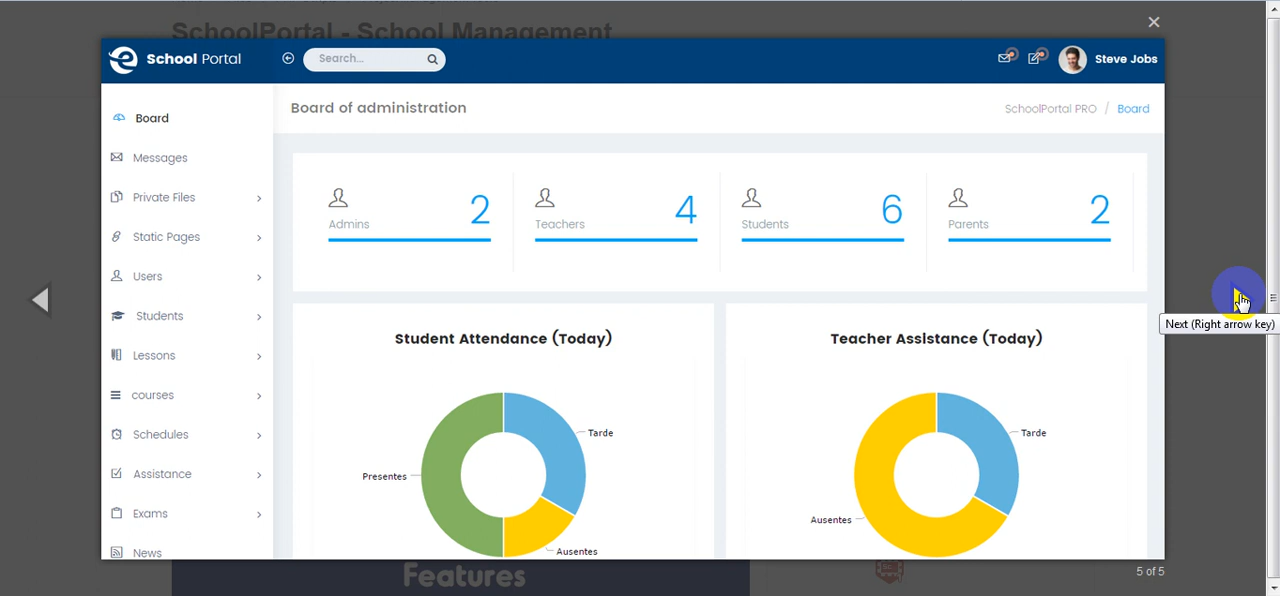 SchoolPortal - School Management
School Portal
Search...
Steve Jobs
Board of administration
SchoolPortal PRO / Board
Board
Messages
Private Files
Static Pages
Users
Students
Lessons
courses
Schedules
Assistance
Exams
News
Admins
2
Teachers
4
Students
6
Parents
2
Student Attendance (Today)
Tarde
Presentes
Ausentes
Teacher Assistance (Today)
Tarde
Ausentes
Next (Right arrow key)
5 of 5
Features